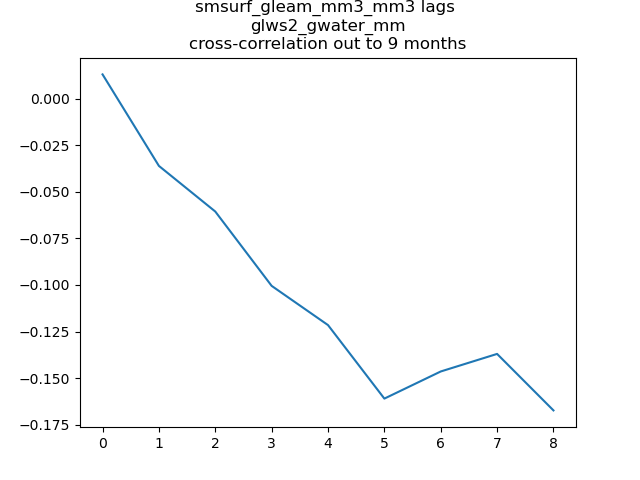 smsurf_gleam_mm3_mm3 lags
glws2_gwater_mm
cross-correlation out to 9 months
0.000
−0.025
−0.050
−0.075
−0.100
−0.125
−0.150
−0.175
0 1 2 3 4 5 6 7 8